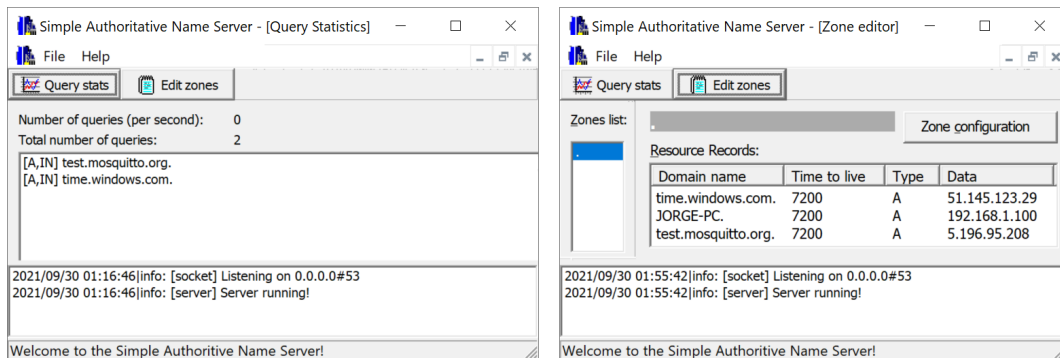 Simple Authoritative Name Server - [Query Statistics]
File Help
Query stats Edit zones
Number of queries (per second): 0
Total number of queries: 2
[A,IN] test.mosquitto.org.
[A,IN] time.windows.com.
2021/09/30 01:16:46|info: [socket] Listening on 0.0.0.0#53
2021/09/30 01:16:46|info: [server] Server running!
Welcome to the Simple Authoritive Name Server!
Simple Authoritative Name Server - [Zone editor]
File Help
Query stats Edit zones
Zones list: . Zone configuration
.
Resource Records:
Domain name Time to live Type Data
time.windows.com. 7200 A 51.145.123.29
JORGE-PC. 7200 A 192.168.1.100
test.mosquitto.org. 7200 A 5.196.95.208
2021/09/30 01:55:42|info: [socket] Listening on 0.0.0.0#53
2021/09/30 01:55:42|info: [server] Server running!
Welcome to the Simple Authoritive Name Server!